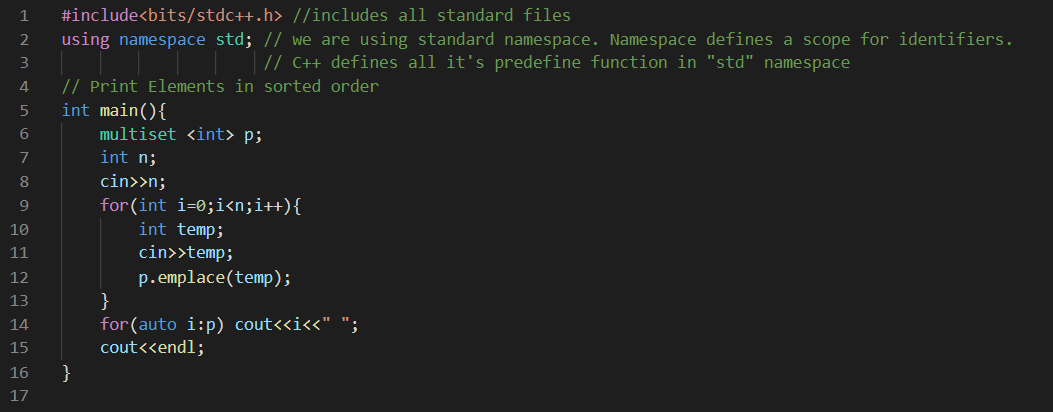 1 #include<bits/stdc++.h> //includes all standard files
2 using namespace std; // we are using standard namespace. Namespace defines a scope for identifiers.
3 // C++ defines all it's predefine function in "std" namespace
4 // Print Elements in sorted order
5 int main(){
6 multiset <int> p;
7 int n;
8 cin>>n;
9 for(int i=0;i<n;i++){
10 int temp;
11 cin>>temp;
12 p.emplace(temp);
13 }
14 for(auto i:p) cout<<i<<" ";
15 cout<<endl;
16 }
17